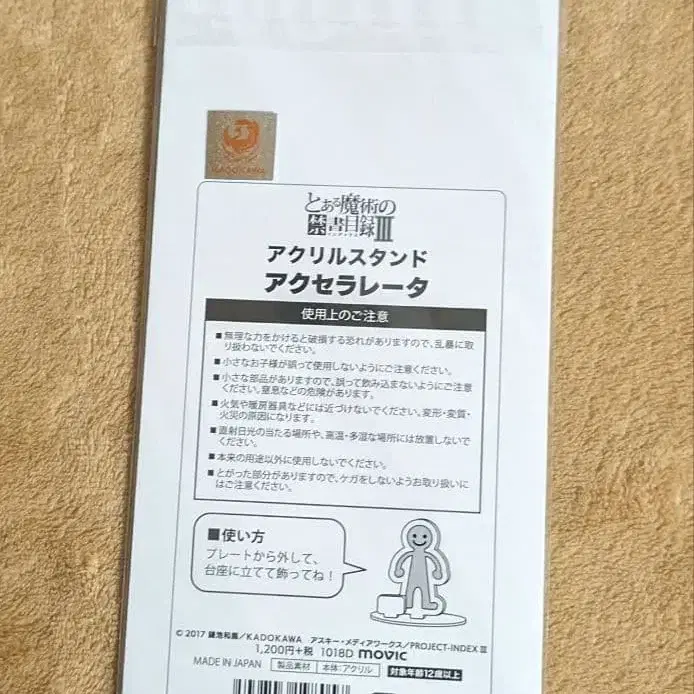 KADOKAWA
とある魔術の
禁書目録III
インデックス
アクリルスタンド
アクセラレータ
使用上のご注意
■無理な力をかけると破損する恐れがありますので、乱暴に取
り扱わないでください。
■小さなお子様が誤って使用しないようにご注意ください。
■小さな部品がありますので、誤って飲み込まないようにご注意
ください。窒息などの危険があります。
■火気や暖房器具などには近づけないでください。変形・変質・
火災の原因になります。
■直射日光の当たる場所や、高温・多湿な場所には放置しないで
ください。
■本来の用途以外に使用しないでください。
■とがった部分がありますので、ケガをしないようお取り扱いに
はご注意ください。
■使い方
プレートから外して、
台座に立てて飾ってね!
© 2017 鎌池和馬/KADOKAWA アスキー・メディアワークス/PROJECT-INDEX III
1,200円+税 1018D movic
MADE IN JAPAN 製品素材 本体:アクリル 対象年齢12歳以上